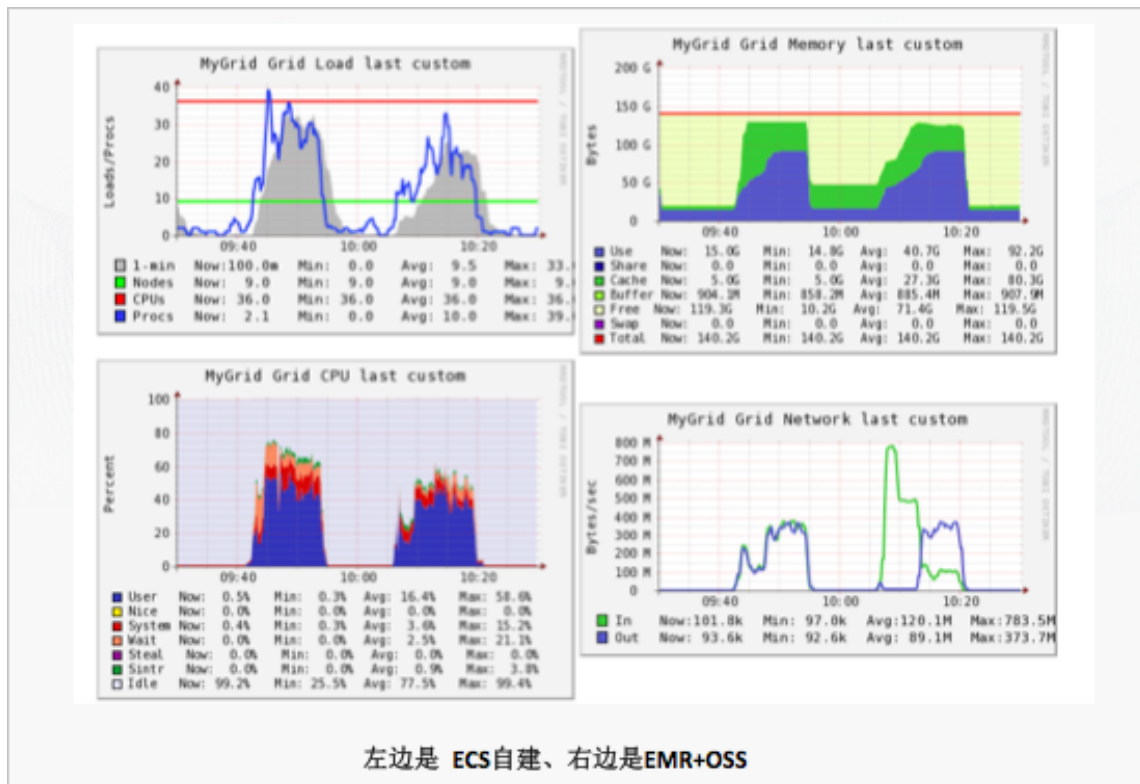 MyGrid Grid Load last custom
40
30
20
10
0
Loads/Procs
09:40 10:00 10:20
1-min Now:100.0m Min: 0.0 Avg: 9.5 Max: 33.
Nodes Now: 9.0 Min: 9.0 Avg: 9.0 Max: 9.
CPUs Now: 36.0 Min: 36.0 Avg: 36.0 Max: 36.
Procs Now: 2.1 Min: 0.0 Avg: 10.0 Max: 39.
MyGrid Grid Memory last custom
200 G
150 G
100 G
50 G
0
Bytes
09:40 10:00 10:20
Use Now: 15.0G Min: 14.8G Avg: 40.7G Max: 92.2G
Share Now: 0.0 Min: 0.0 Avg: 0.0 Max: 0.0
Cache Now: 5.0G Min: 5.0G Avg: 27.3G Max: 80.3G
Buffer Now: 904.1M Min: 858.2M Avg: 885.4M Max: 907.9M
Free Now: 119.3G Min: 10.2G Avg: 71.4G Max: 119.5G
Swap Now: 0.0 Min: 0.0 Avg: 0.0 Max: 0.0
Total Now: 140.2G Min: 140.2G Avg: 140.2G Max: 140.2G
MyGrid Grid CPU last custom
100
80
60
40
20
0
Percent
09:40 10:00 10:20
User Now: 0.5% Min: 0.3% Avg: 16.4% Max: 58.6%
Nice Now: 0.0% Min: 0.0% Avg: 0.0% Max: 0.0%
System Now: 0.4% Min: 0.3% Avg: 3.6% Max: 15.2%
Wait Now: 0.0% Min: 0.0% Avg: 2.5% Max: 21.1%
Steal Now: 0.0% Min: 0.0% Avg: 0.0% Max: 0.0%
Sintr Now: 0.0% Min: 0.0% Avg: 0.9% Max: 3.8%
Idle Now: 99.2% Min: 25.5% Avg: 77.5% Max: 99.4%
MyGrid Grid Network last custom
800 M
700 M
600 M
500 M
400 M
300 M
200 M
100 M
0
Bytes/sec
09:40 10:00 10:20
In Now:101.8k Min: 97.0k Avg:120.1M Max:783.5M
Out Now: 93.6k Min: 92.6k Avg: 89.1M Max:373.7M
左边是 ECS自建、右边是EMR+OSS